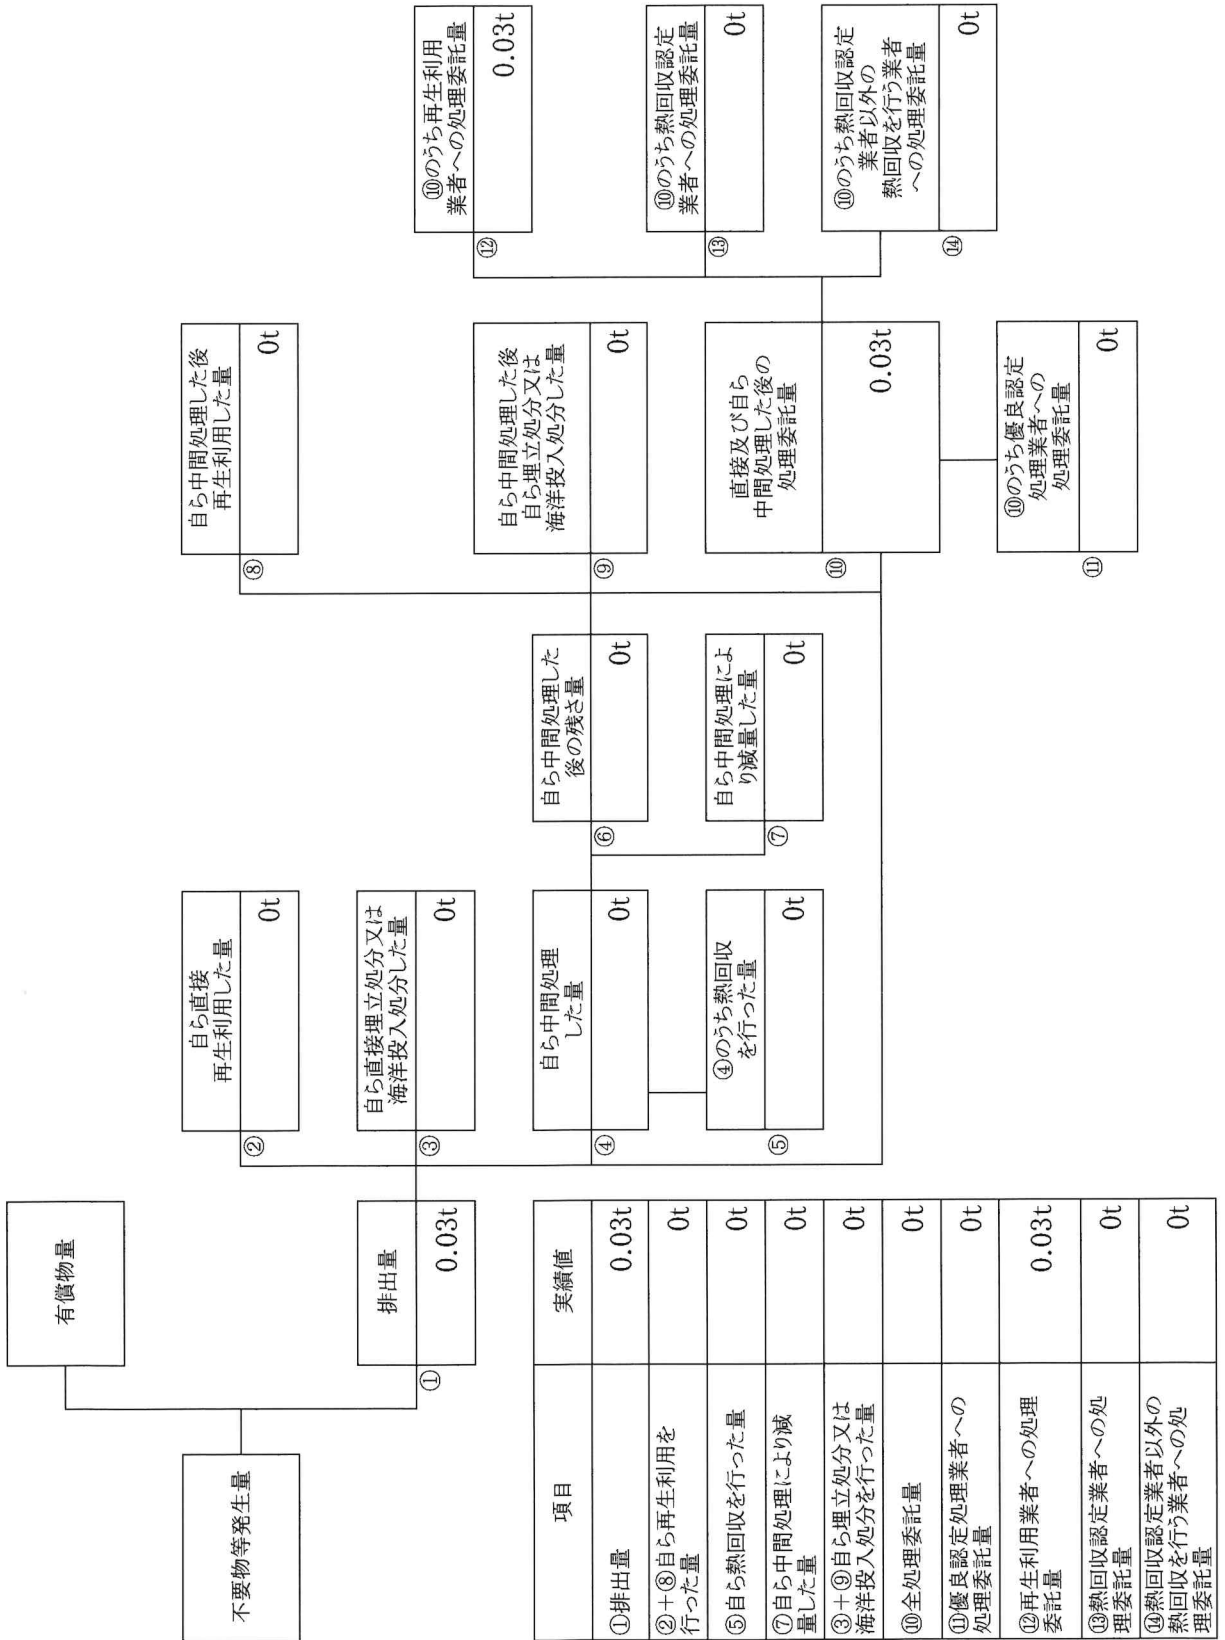 不要物等発生量
有償物量
排出量
①
0.03t
自ら直接
再生利用した量
②
0t
自ら直接埋立処分又は
海洋投入処分した量
③
0t
自ら中間処理
した量
④
0t
④のうち熱回収
を行った量
⑤
0t
自ら中間処理した
後の残さ量
⑥
0t
自ら中間処理によ
り減量した量
⑦
0t
自ら中間処理した後
再生利用した量
⑧
0t
自ら中間処理した後
自ら埋立処分又は
海洋投入処分した量
⑨
0t
直接及び自ら
中間処理した後の
処理委託量
⑩
0.03t
⑩のうち優良認定
処理業者への
処理委託量
⑪
0t
⑩のうち再生利用
業者への処理委託量
⑫
0.03t
⑩のうち熱回収認定
業者への処理委託量
⑬
0t
⑩のうち熱回収認定
業者以外の
熱回収を行う業者
への処理委託量
⑭
0t
項目 実績値
①排出量 0.03t
②+⑧自ら再生利用を
行った量 0t
⑤自ら熱回収を行った量 0t
⑦自ら中間処理により減
量した量 0t
③+⑨自ら埋立処分又は
海洋投入処分を行った量 0t
⑩全処理委託量 0t
⑪優良認定処理業者への
処理委託量 0t
⑫再生利用業者への処理
委託量 0.03t
⑬熱回収認定業者への処
理委託量 0t
⑭熱回収認定業者以外の
熱回収を行う業者への処
理委託量 0t